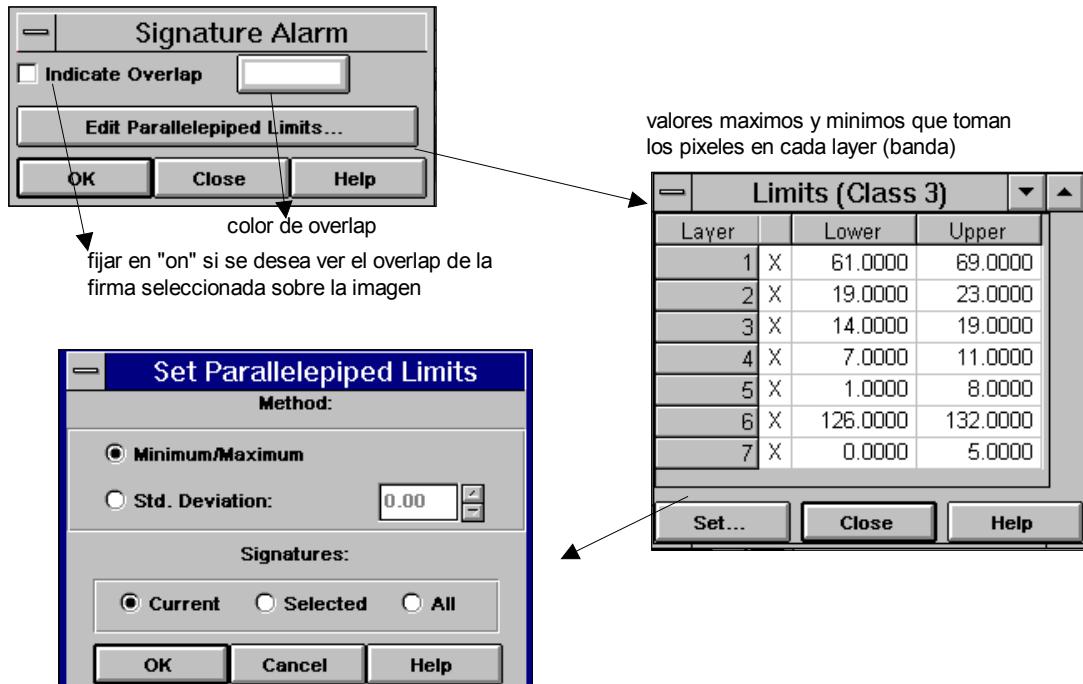 Signature Alarm
Indicate Overlap
Edit Parallelepiped Limits...
OK Close Help
color de overlap
fijar en "on" si se desea ver el overlap de la
firma seleccionada sobre la imagen
valores maximos y minimos que toman
los pixeles en cada layer (banda)
Limits (Class 3)
Layer Lower Upper
1 X 61.0000 69.0000
2 X 19.0000 23.0000
3 X 14.0000 19.0000
4 X 7.0000 11.0000
5 X 1.0000 8.0000
6 X 126.0000 132.0000
7 X 0.0000 5.0000
Set... Close Help
Set Parallelepiped Limits
Method:
Minimum/Maximum
Std. Deviation: 0.00
Signatures:
Current Selected All
OK Cancel Help